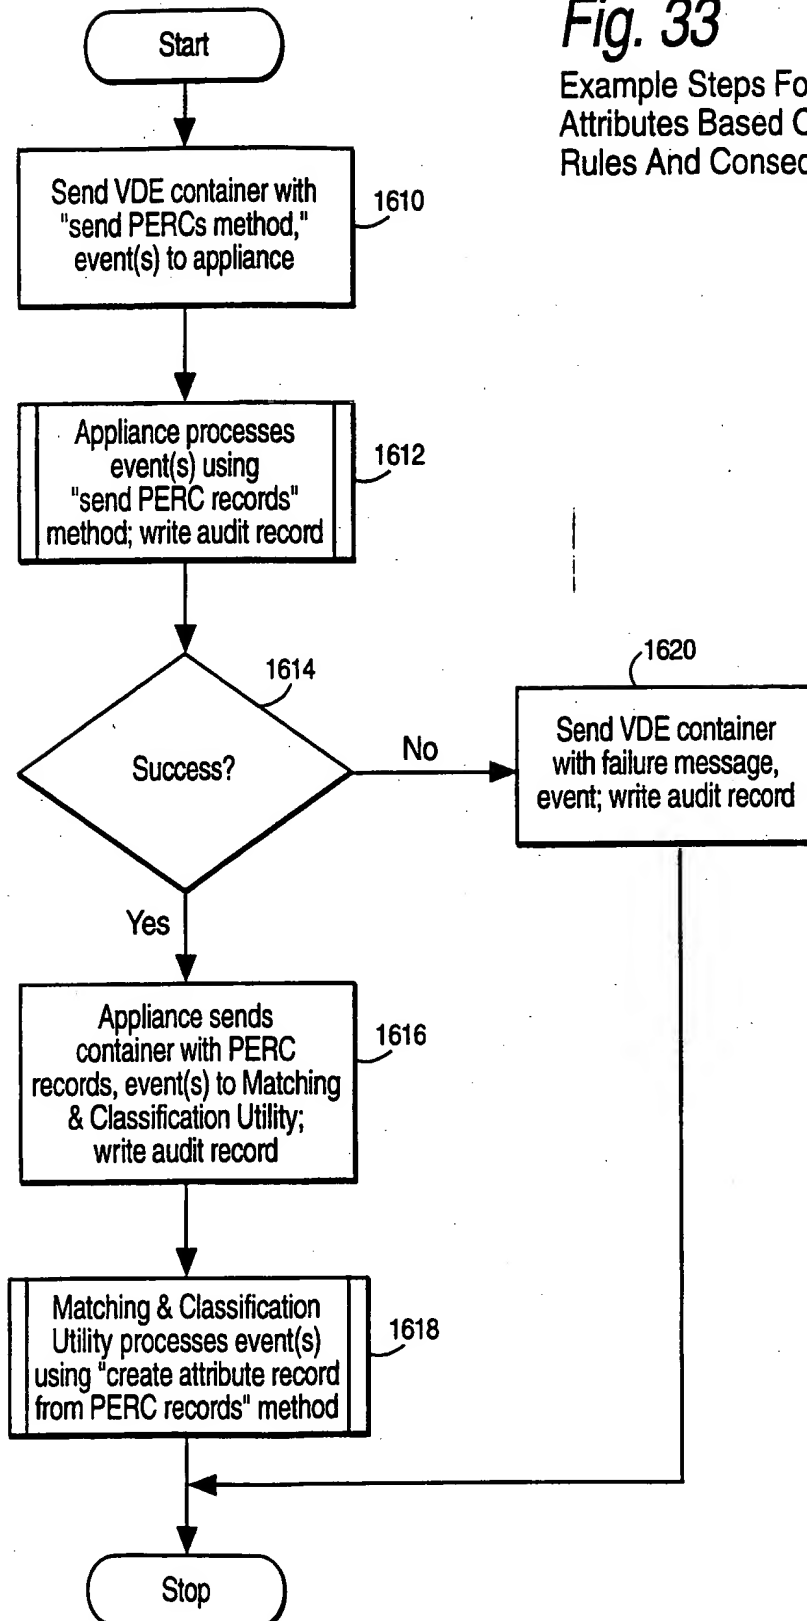 Start
Fig. 33
Example Steps Fo
Attributes Based
Rules And Conse
Send VDE container with
"send PERCs method,"
event(s) to appliance
1610
Appliance processes
event(s) using
"send PERC records"
method; write audit record
1612
1614
Success?
No
1620
Send VDE container
with failure message,
event; write audit record
Yes
Appliance sends
container with PERC
records, event(s) to Matching
& Classification Utility;
write audit record
1616
Matching & Classification
Utility processes event(s)
using "create attribute record
from PERC records" method
1618
Stop